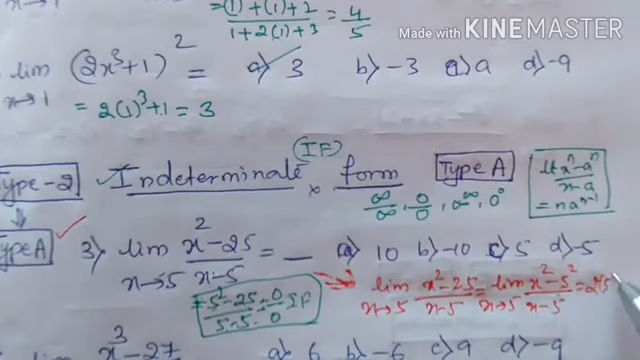 = (1) + (1) + 2 / 1 + 2(1) + 3 = 4/5
Made with KINEMASTER
lim x→1 (2x³+1)² = a) 3 b) -3 c) 9 d) -9
= 2(1)³+1 = 3
(IF)
Type-2 Indeterminate form Type A
∞/∞, 0/0, ∞^∞, 0⁰
lt xⁿ-aⁿ / x-a = naⁿ⁻¹
Type A 3) lim x→5 x²-25 / x-5 = __ a) 10 b) -10 c) 5 d) -5
= 5²-25 / 5-5 = 0/0 IF
lim x→5 x²-25 / x-5 = lim x→5 x²-5² / x-5 = 2×5
x³-27 a) 6 b) -6 c) 9 d) -9